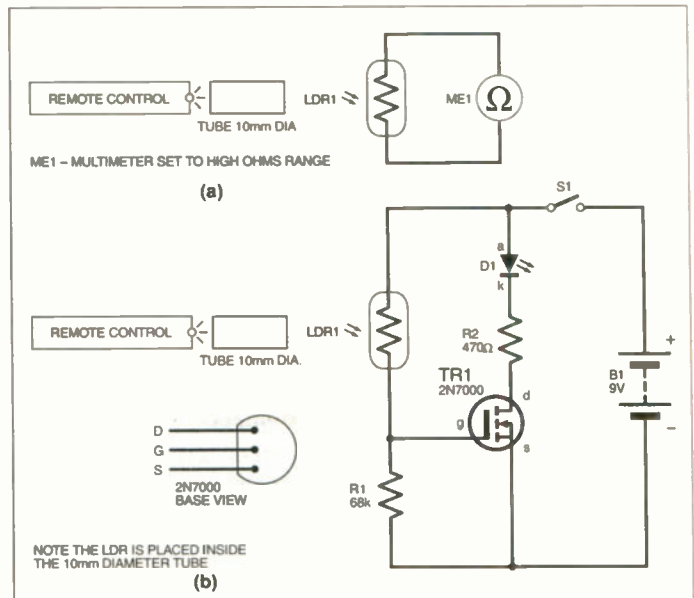 REMOTE CONTROL
TUBE 10mm DIA
LDR1
ME1
Ω
ME1 – MULTIMETER SET TO HIGH OHMS RANGE
(a)
S1
a
D1
k
REMOTE CONTROL
TUBE 10mm DIA.
LDR1
R2
470Ω
+
B1
9V
–
TR1
2N7000
d
g
s
D
G
S
2N7000
BASE VIEW
R1
68k
NOTE THE LDR IS PLACED INSIDE
THE 10mm DIAMETER TUBE
(b)